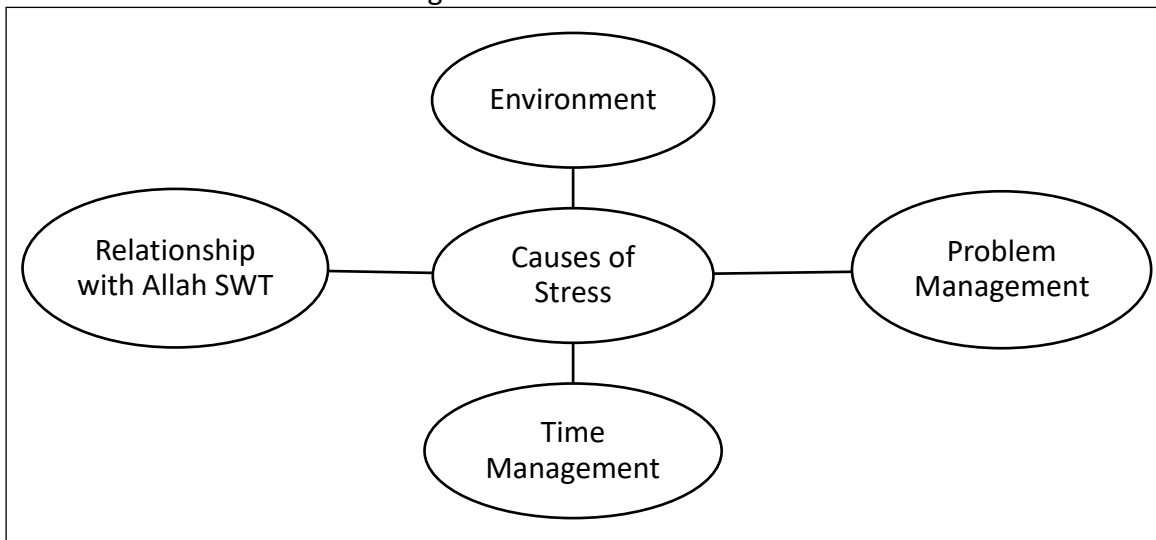 Environment
Relationship
with Allah SWT
Causes of
Stress
Problem
Management
Time
Management